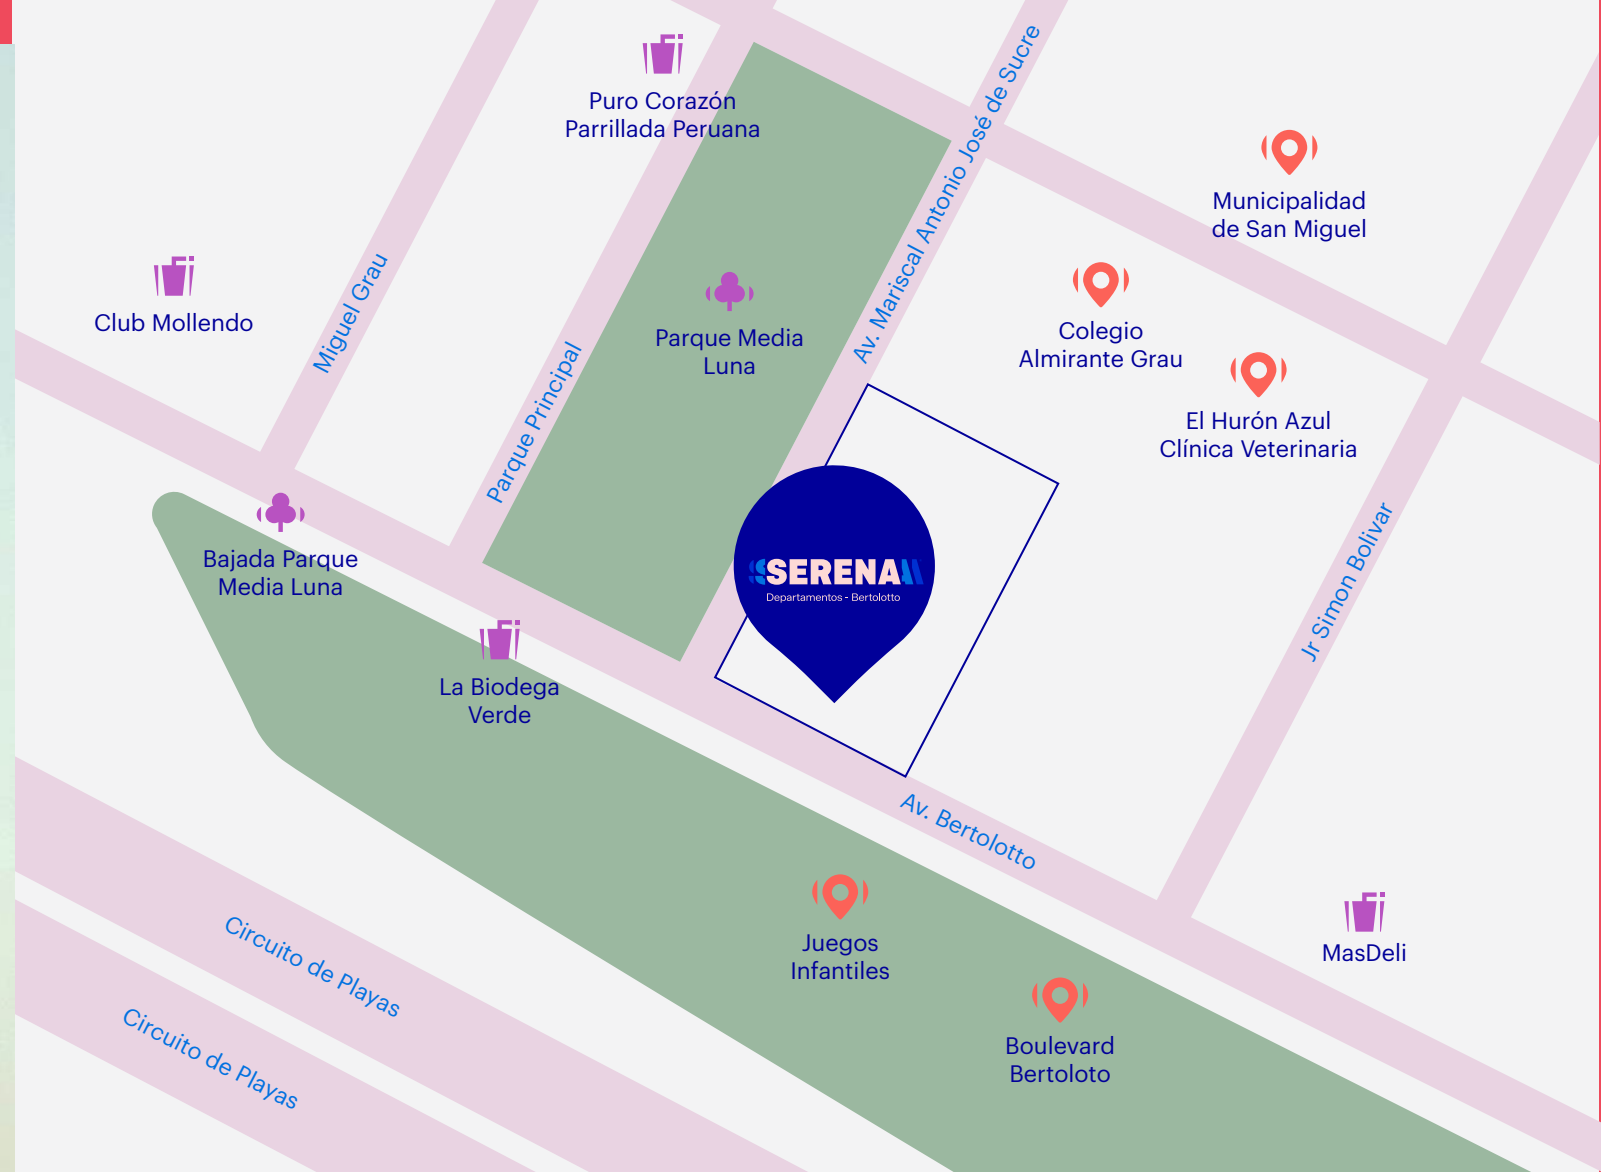 Puro Corazón
Parrillada Peruana
Av. Mariscal Antonio José de Sucre
Municipalidad
de San Miguel
Club Mollendo
Miguel Grau
Parque Principal
Parque Media
Luna
Colegio
Almirante Grau
El Hurón Azul
Clínica Veterinaria
Bajada Parque
Media Luna
SERENA
Departamentos - Bertolotto
Jr Simon Bolivar
La Biodega
Verde
Av. Bertolotto
Juegos
Infantiles
MasDeli
Circuito de Playas
Boulevard
Bertoloto
Circuito de Playas